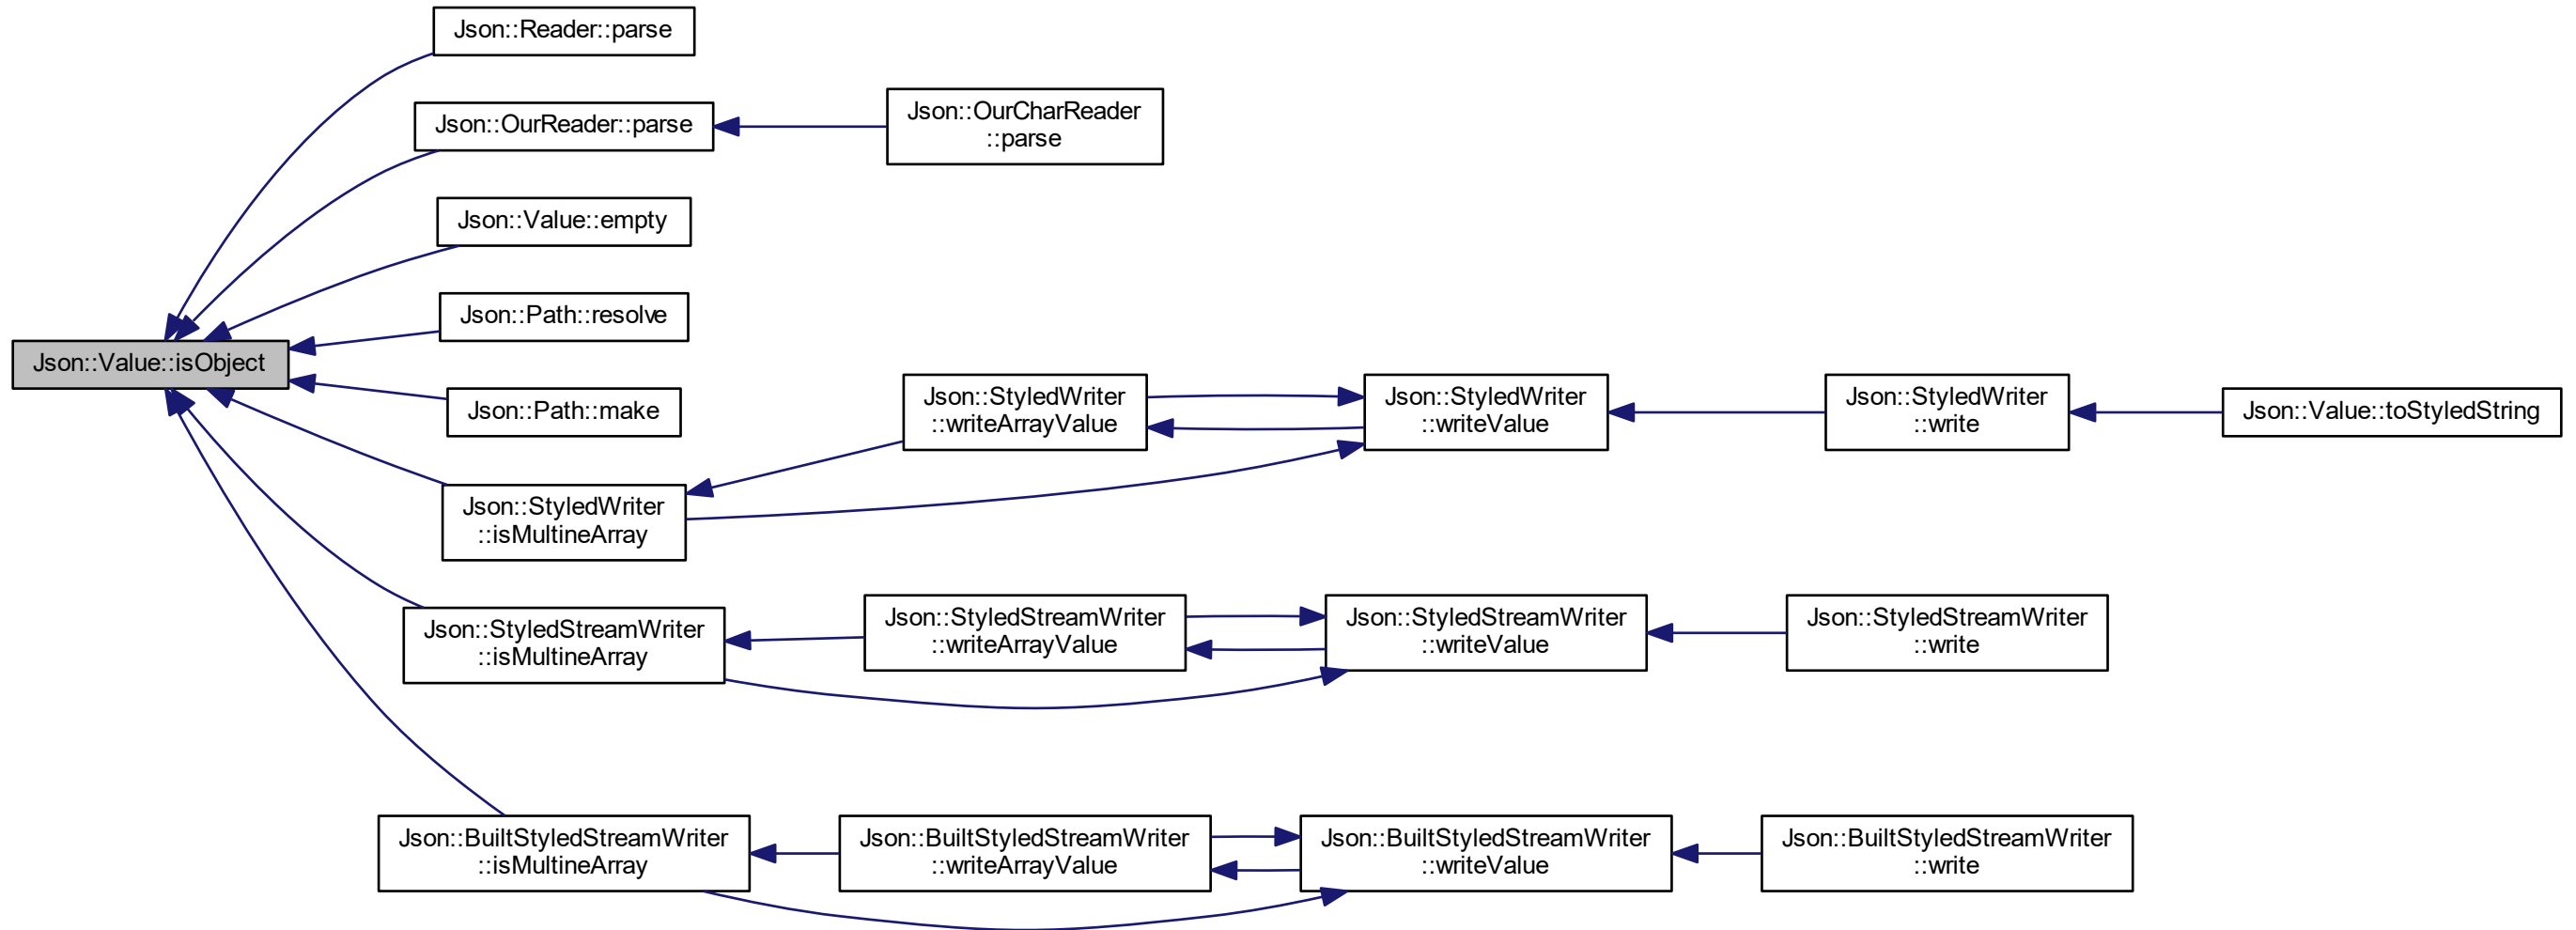 Json::Reader::parse
Json::OurReader::parse
Json::OurCharReader
::parse
Json::Value::empty
Json::Path::resolve
Json::Value::isObject
Json::Path::make
Json::StyledWriter
::writeArrayValue
Json::StyledWriter
::writeValue
Json::StyledWriter
::write
Json::Value::toStyledString
Json::StyledWriter
::isMultineArray
Json::StyledStreamWriter
::isMultineArray
Json::StyledStreamWriter
::writeArrayValue
Json::StyledStreamWriter
::writeValue
Json::StyledStreamWriter
::write
Json::BuiltStyledStreamWriter
::isMultineArray
Json::BuiltStyledStreamWriter
::writeArrayValue
Json::BuiltStyledStreamWriter
::writeValue
Json::BuiltStyledStreamWriter
::write